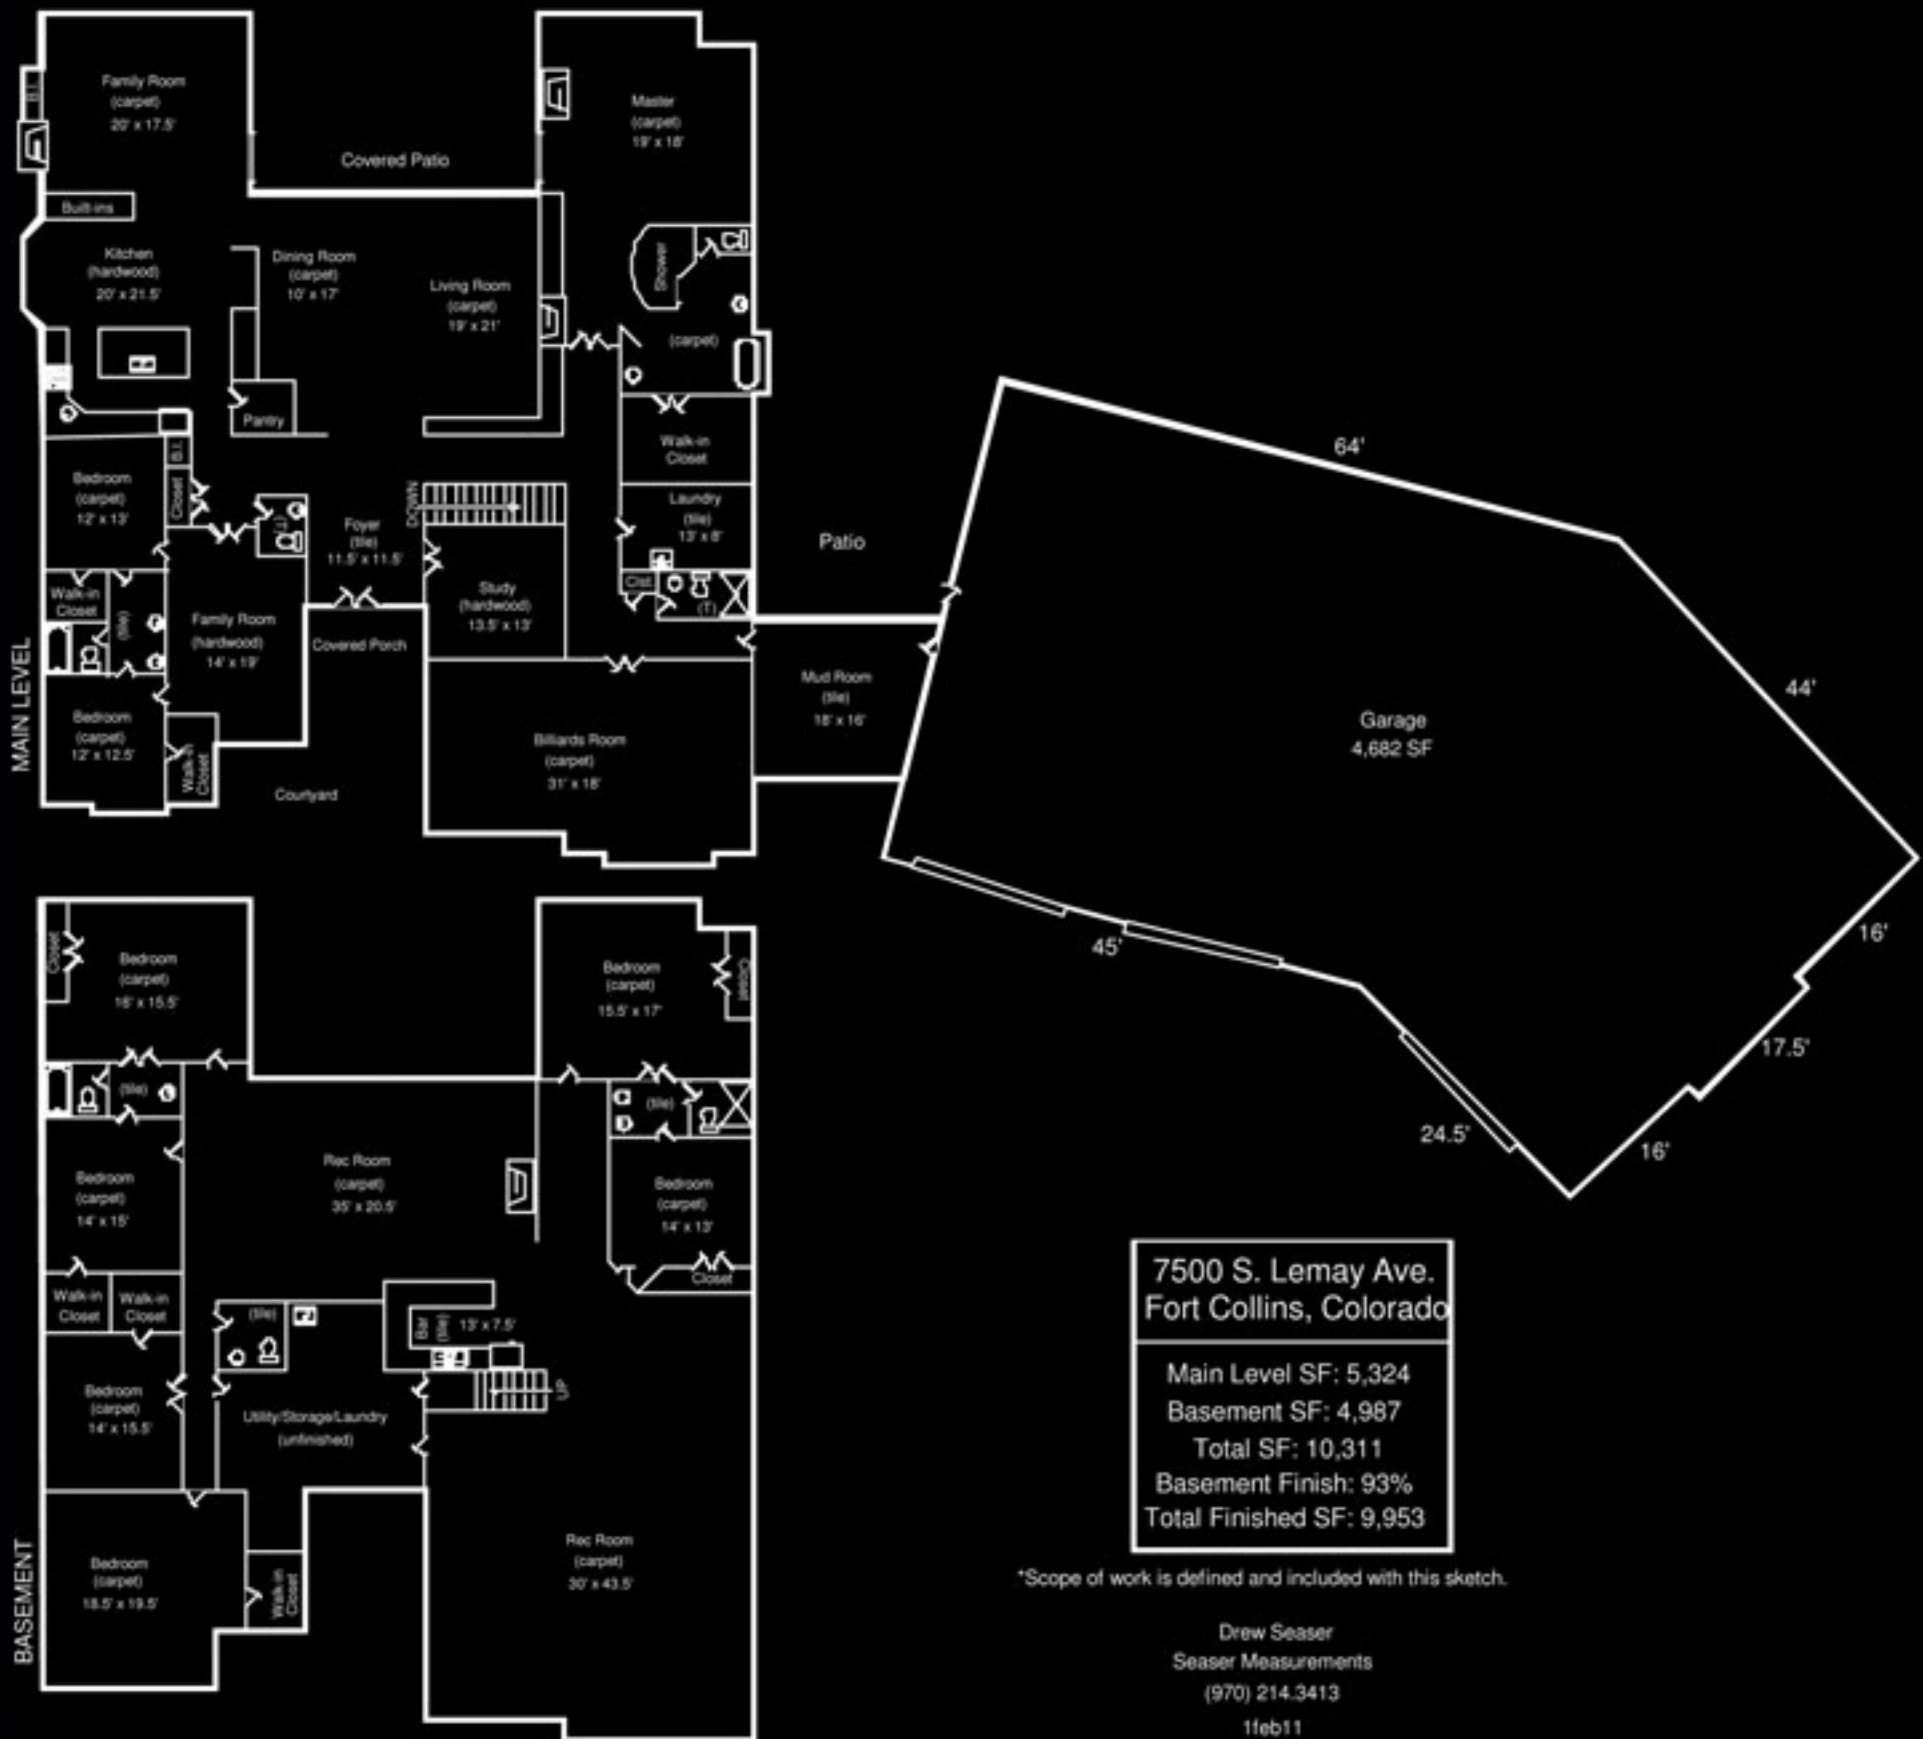 MAIN LEVEL
Family Room
(carpet)
20' x 17.5'
B.I.
Covered Patio
Master
(carpet)
19' x 18'
Built-ins
Kitchen
(hardwood)
20' x 21.5'
Dining Room
(carpet)
10' x 17'
Living Room
(carpet)
19' x 21'
Shower
(carpet)
Pantry
Walk-in
Closet
B.I.
Closet
Bedroom
(carpet)
12' x 13'
(T)
Foyer
(tile)
11.5' x 11.5'
DOWN
Laundry
(tile)
13' x 8'
Clst.
(T)
Patio
Walk-in
Closet
(tile)
Family Room
(hardwood)
14' x 19'
Covered Porch
Study
(hardwood)
13.5' x 13'
Bedroom
(carpet)
12' x 12.5'
Walk-in
Closet
Courtyard
Billiards Room
(carpet)
31' x 18'
Mud Room
(tile)
18' x 16'
Garage
4,682 SF
64'
44'
16'
17.5'
16'
24.5'
45'
BASEMENT
Closet
Bedroom
(carpet)
16' x 15.5'
Bedroom
(carpet)
15.5' x 17'
Closet
(tile)
(tile)
Bedroom
(carpet)
14' x 15'
Rec Room
(carpet)
35' x 20.5'
Bedroom
(carpet)
14' x 13'
Closet
Walk-in
Closet
Walk-in
Closet
(tile)
Bar
(tile)
13' x 7.5'
UP
Bedroom
(carpet)
14' x 15.5'
Utility/Storage/Laundry
(unfinished)
Bedroom
(carpet)
18.5' x 19.5'
Walk-in
Closet
Rec Room
(carpet)
30' x 43.5'
7500 S. Lemay Ave.
Fort Collins, Colorado
Main Level SF: 5,324
Basement SF: 4,987
Total SF: 10,311
Basement Finish: 93%
Total Finished SF: 9,953
*Scope of work is defined and included with this sketch.
Drew Seaser
Seaser Measurements
(970) 214.3413
1feb11